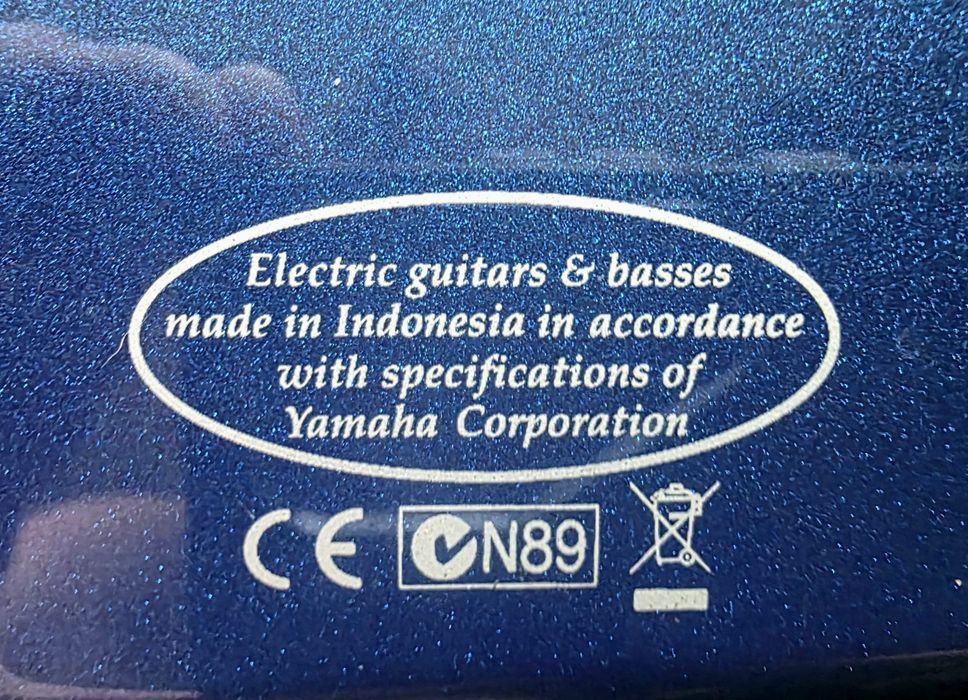 Electric guitars & basses
made in Indonesia in accordance
with specifications of
Yamaha Corporation
CE N89